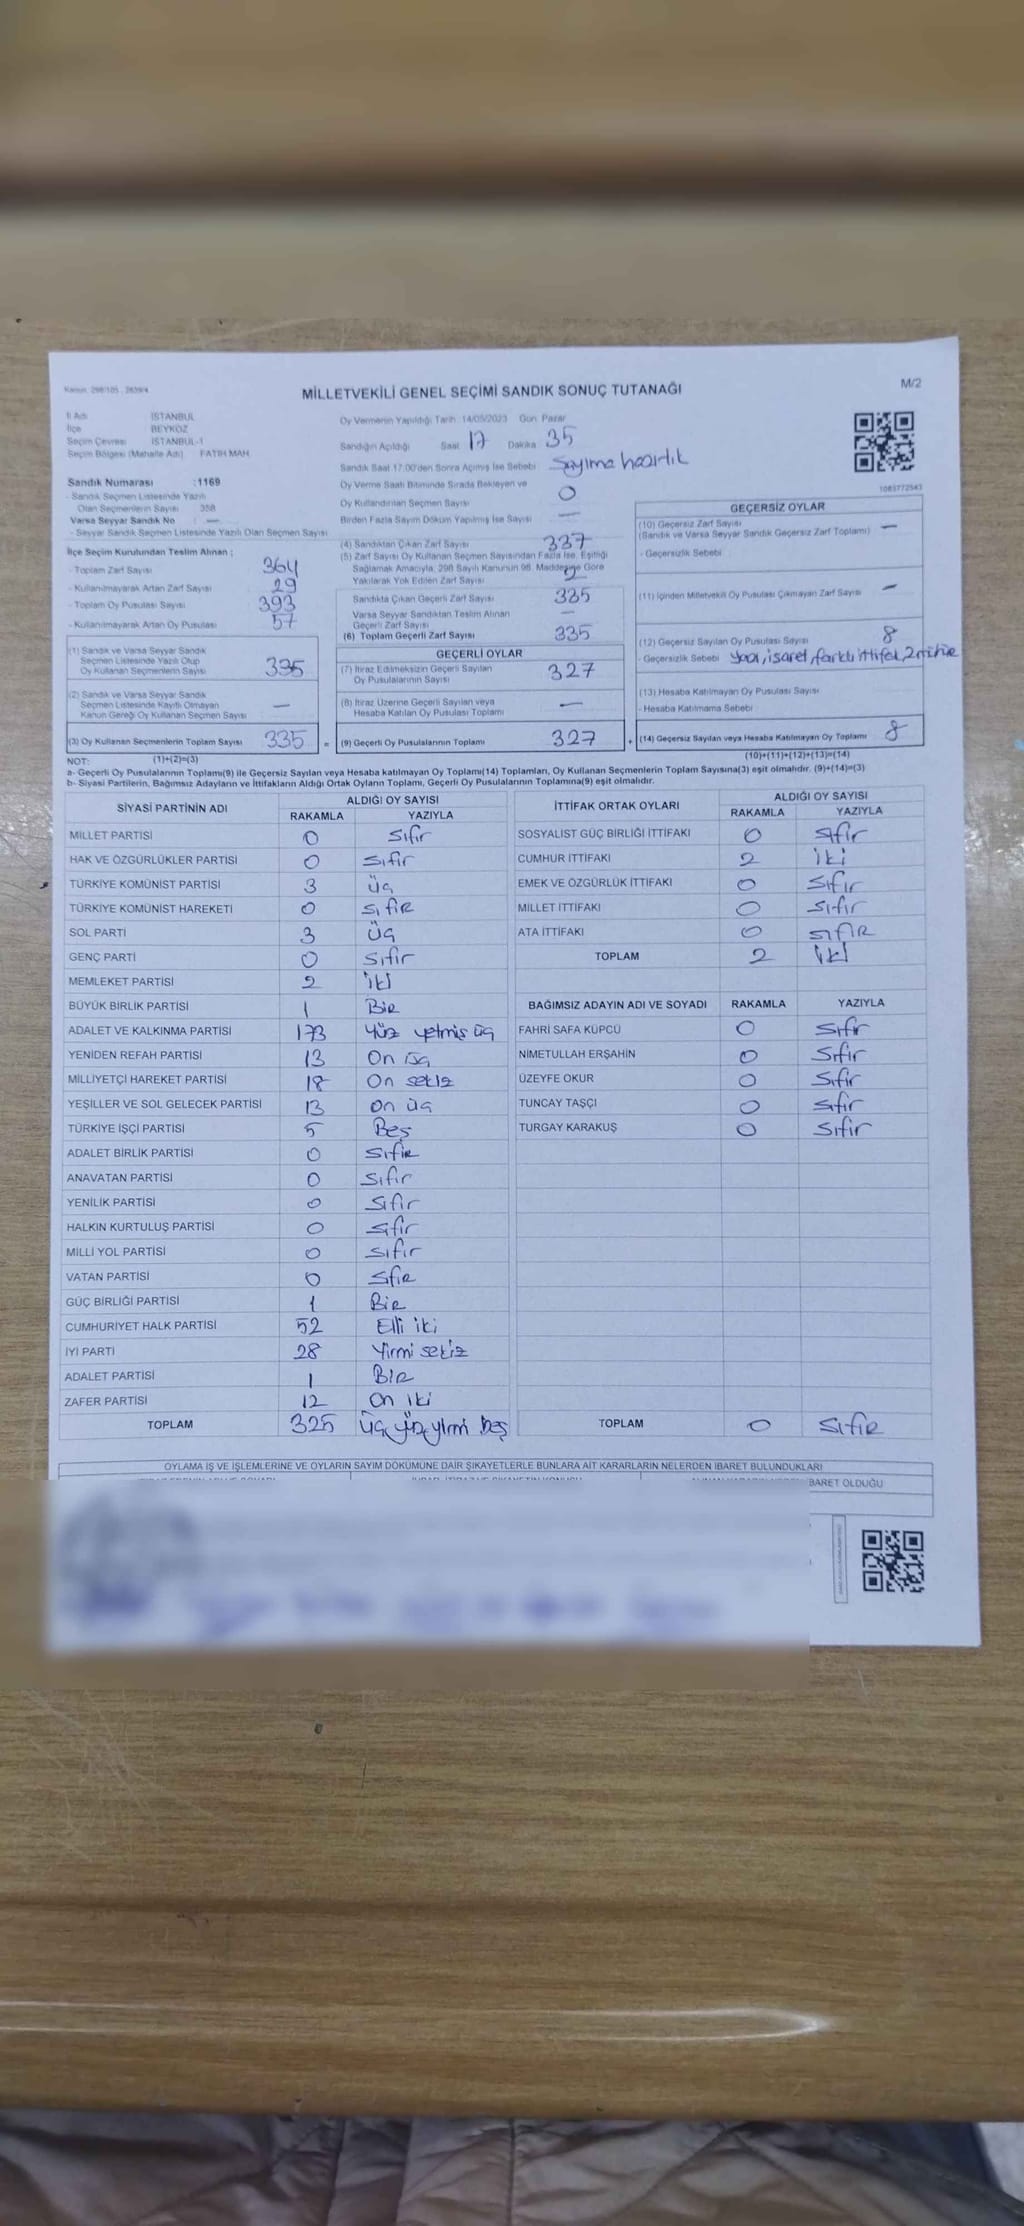 Kanun: 298/105 , 2839/4
MİLLETVEKİLİ GENEL SEÇİMİ SANDIK SONUÇ TUTANAĞI
M/2
İl Adı İSTANBUL
İlçe BEYKOZ
Seçim Çevresi İSTANBUL-1
Seçim Bölgesi (Mahalle Adı) FATİH MAH.
Sandık Numarası :1169
- Sandık Seçmen Listesinde Yazılı
Olan Seçmenlerin Sayısı 358
Varsa Seyyar Sandık No : —
- Seyyar Sandık Seçmen Listesinde Yazılı Olan Seçmen Sayısı
İlçe Seçim Kurulundan Teslim Alınan ;
- Toplam Zarf Sayısı 364
- Kullanılmayarak Artan Zarf Sayısı 29
- Toplam Oy Pusulası Sayısı 393
- Kullanılmayarak Artan Oy Pusulası 57
(1) Sandık ve Varsa Seyyar Sandık
Seçmen Listesinde Yazılı Olup
Oy Kullanan Seçmenlerin Sayısı 335
(2) Sandık ve Varsa Seyyar Sandık
Seçmen Listesinde Kayıtlı Olmayan
Kanun Gereği Oy Kullanan Seçmen Sayısı —
(3) Oy Kullanan Seçmenlerin Toplam Sayısı 335
Oy Vermenin Yapıldığı Tarih 14/05/2023 Gün Pazar
Sandığın Açıldığı Saat 17 Dakika 35
Sandık Saat 17:00'den Sonra Açılmış İse Sebebi Sayıma hazırlık
Oy Verme Saati Bitiminde Sırada Bekleyen ve
Oy Kullandırılan Seçmen Sayısı 0
Birden Fazla Sayım Döküm Yapılmış İse Sayısı —
(4) Sandıktan Çıkan Zarf Sayısı 337
(5) Zarf Sayısı Oy Kullanan Seçmen Sayısından Fazla İse, Eşitliği
Sağlamak Amacıyla, 298 Sayılı Kanunun 98. Maddesine Göre
Yakılarak Yok Edilen Zarf Sayısı 2
Sandıkta Çıkan Geçerli Zarf Sayısı 335
Varsa Seyyar Sandıktan Teslim Alınan
Geçerli Zarf Sayısı —
(6) Toplam Geçerli Zarf Sayısı 335
GEÇERLİ OYLAR
(7) İtiraz Edilmeksizin Geçerli Sayılan
Oy Pusulalarının Sayısı 327
(8) İtiraz Üzerine Geçerli Sayılan veya
Hesaba Katılan Oy Pusulası Toplamı —
= (9) Geçerli Oy Pusulalarının Toplamı 327
1083772543
GEÇERSİZ OYLAR
(10) Geçersiz Zarf Sayısı —
(Sandık ve Varsa Seyyar Sandık Geçersiz Zarf Toplamı)
- Geçersizlik Sebebi
(11) İçinden Milletvekili Oy Pusulası Çıkmayan Zarf Sayısı —
(12) Geçersiz Sayılan Oy Pusulası Sayısı 8
- Geçersizlik Sebebi Yazı, işaret, farklı ittifak, 2 mühür
(13) Hesaba Katılmayan Oy Pusulası Sayısı
- Hesaba Katılmama Sebebi
+ (14) Geçersiz Sayılan veya Hesaba Katılmayan Oy Toplamı 8
NOT: (1)+(2)=(3) (10)+(11)+(12)+(13)=(14)
a- Geçerli Oy Pusulalarının Toplamı(9) ile Geçersiz Sayılan veya Hesaba katılmayan Oy Toplamı(14) Toplamları, Oy Kullanan Seçmenlerin Toplam Sayısına(3) eşit olmalıdır. (9)+(14)=(3)
b- Siyasi Partilerin, Bağımsız Adayların ve İttifakların Aldığı Ortak Oyların Toplamı, Geçerli Oy Pusulalarının Toplamına(9) eşit olmalıdır.
SİYASİ PARTİNİN ADI ALDIĞI OY SAYISI
RAKAMLA YAZIYLA
MİLLET PARTİSİ 0 Sıfır
HAK VE ÖZGÜRLÜKLER PARTİSİ 0 Sıfır
TÜRKİYE KOMÜNİST PARTİSİ 3 üç
TÜRKİYE KOMÜNİST HAREKETİ 0 sıfır
SOL PARTİ 3 üç
GENÇ PARTİ 0 Sıfır
MEMLEKET PARTİSİ 2 iki
BÜYÜK BİRLİK PARTİSİ 1 Bir
ADALET VE KALKINMA PARTİSİ 173 Yüz yetmiş üç
YENİDEN REFAH PARTİSİ 13 On üç
MİLLİYETÇİ HAREKET PARTİSİ 18 On sekiz
YEŞİLLER VE SOL GELECEK PARTİSİ 13 on üç
TÜRKİYE İŞÇİ PARTİSİ 5 Beş
ADALET BİRLİK PARTİSİ 0 Sıfır
ANAVATAN PARTİSİ 0 Sıfır
YENİLİK PARTİSİ 0 Sıfır
HALKIN KURTULUŞ PARTİSİ 0 Sıfır
MİLLİ YOL PARTİSİ 0 Sıfır
VATAN PARTİSİ 0 Sıfır
GÜÇ BİRLİĞİ PARTİSİ 1 Bir
CUMHURİYET HALK PARTİSİ 52 Elli iki
İYİ PARTİ 28 Yirmi sekiz
ADALET PARTİSİ 1 Bir
ZAFER PARTİSİ 12 On iki
TOPLAM 325 Üç yüz yirmi beş
İTTİFAK ORTAK OYLARI ALDIĞI OY SAYISI
RAKAMLA YAZIYLA
SOSYALİST GÜÇ BİRLİĞİ İTTİFAKI 0 sıfır
CUMHUR İTTİFAKI 2 iki
EMEK VE ÖZGÜRLÜK İTTİFAKI 0 Sıfır
MİLLET İTTİFAKI 0 Sıfır
ATA İTTİFAKI 0 sıfır
TOPLAM 2 iki
BAĞIMSIZ ADAYIN ADI VE SOYADI RAKAMLA YAZIYLA
FAHRİ SAFA KÜPCÜ 0 Sıfır
NİMETULLAH ERŞAHİN 0 Sıfır
ÜZEYFE OKUR 0 Sıfır
TUNCAY TAŞÇI 0 Sıfır
TURGAY KARAKUŞ 0 Sıfır
TOPLAM 0 Sıfır
OYLAMA İŞ VE İŞLEMLERİNE VE OYLARIN SAYIM DÖKÜMÜNE DAİR ŞİKAYETLERLE BUNLARA AİT KARARLARIN NELERDEN İBARET BULUNDUKLARI
İBARET OLDUĞU